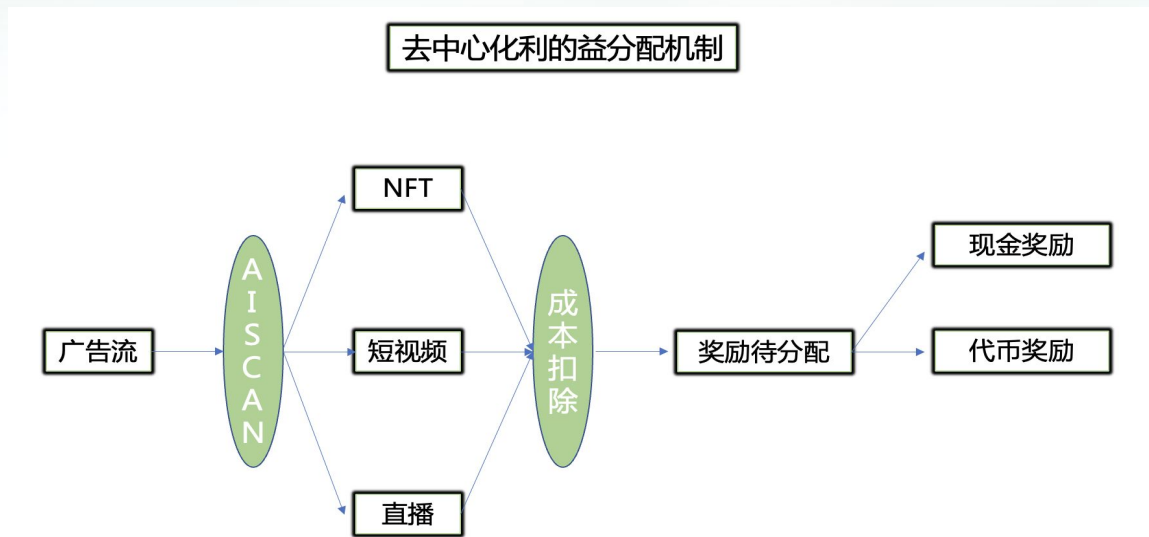 去中心化利的益分配机制
NFT
现金奖励
AISCAN
成本扣除
广告流
短视频
奖励待分配
代币奖励
直播